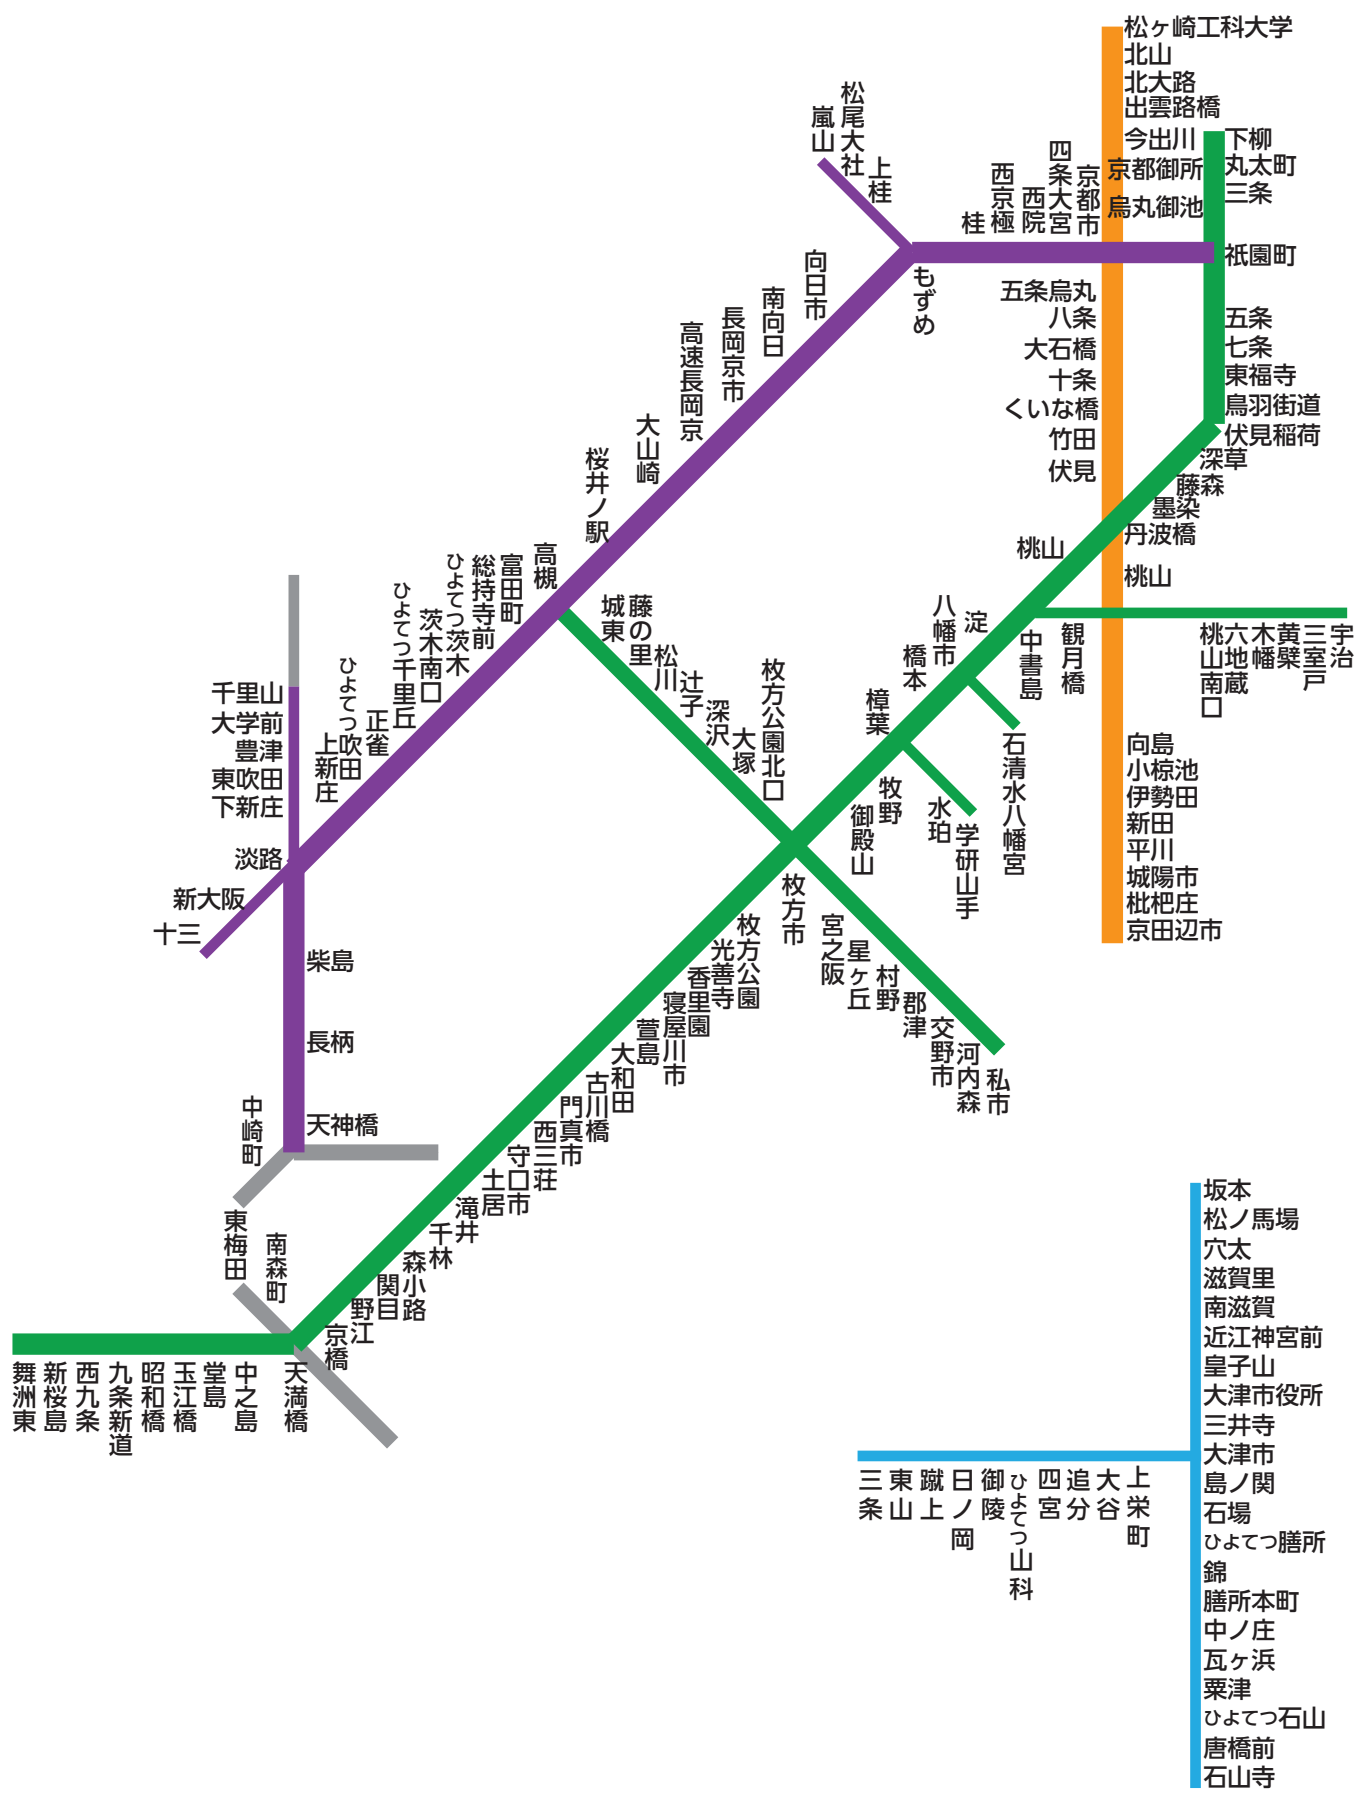 松ヶ崎工科大学
北山
北大路
出雲路橋
今出川
京都御所
烏丸御池
下柳
丸太町
三条
祇園町
五条
七条
東福寺
鳥羽街道
伏見稲荷
深草
藤森
墨染
丹波橋
桃山
嵐山
松尾大社
上桂
桂
西京極
西院
四条大宮
京都市
もずめ
五条烏丸
八条
大石橋
十条
くいな橋
竹田
伏見
桃山
向日市
南向日
長岡京市
高速長岡京
大山崎
桜井ノ駅
高槻
富田町
総持寺前
ひよてつ茨木
茨木南口
ひよてつ千里丘
正雀
ひよてつ吹田
上新庄
千里山
大学前
豊津
東吹田
下新庄
淡路
新大阪
十三
柴島
長柄
天神橋
中崎町
東梅田
南森町
城東
藤の里
松川
辻子
深沢
大塚
枚方公園北口
淀
八幡市
橋本
樟葉
中書島
観月橋
桃山南口
六地蔵
木幡
黄檗
三室戸
宇治
石清水八幡宮
牧野
御殿山
水珀
学研山手
枚方市
宮之阪
星ヶ丘
村野
郡津
交野市
河内森
私市
向島
小椋池
伊勢田
新田
平川
城陽市
枇杷庄
京田辺市
枚方公園
光善寺
香里園
寝屋川市
萱島
大和田
古川橋
門真市
西三荘
守口市
土居
滝井
千林
森小路
関目
野江
京橋
天満橋
中之島
堂島
玉江橋
昭和橋
九条新道
西九条
新桜島
舞洲東
坂本
松ノ馬場
穴太
滋賀里
南滋賀
近江神宮前
皇子山
大津市役所
三井寺
大津市
島ノ関
石場
ひよてつ膳所
錦
膳所本町
中ノ庄
瓦ヶ浜
粟津
ひよてつ石山
唐橋前
石山寺
三条
東山
蹴上
日ノ岡
御陵
ひよてつ山科
四宮
追分
大谷
上栄町